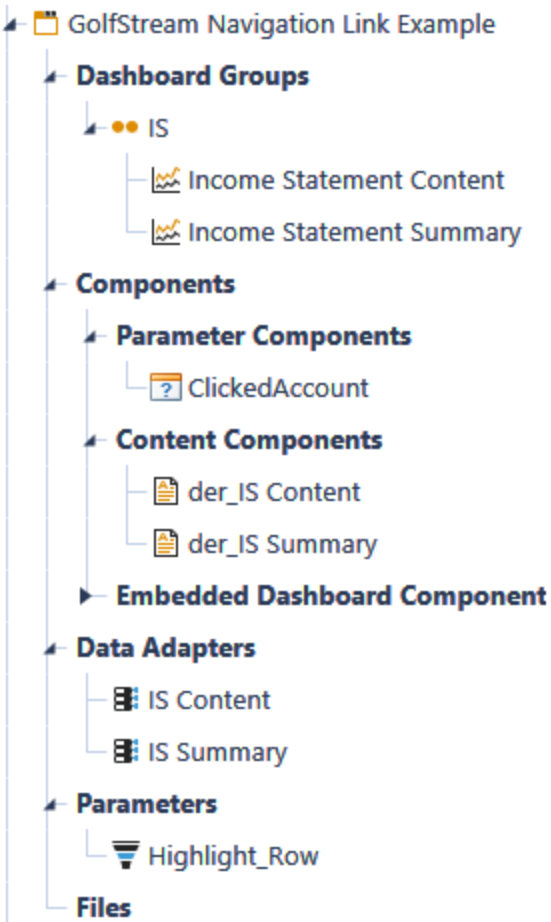 GolfStream Navigation Link Example
Dashboard Groups
IS
Income Statement Content
Income Statement Summary
Components
Parameter Components
ClickedAccount
Content Components
der_IS Content
der_IS Summary
Embedded Dashboard Component
Data Adapters
IS Content
IS Summary
Parameters
Highlight_Row
Files